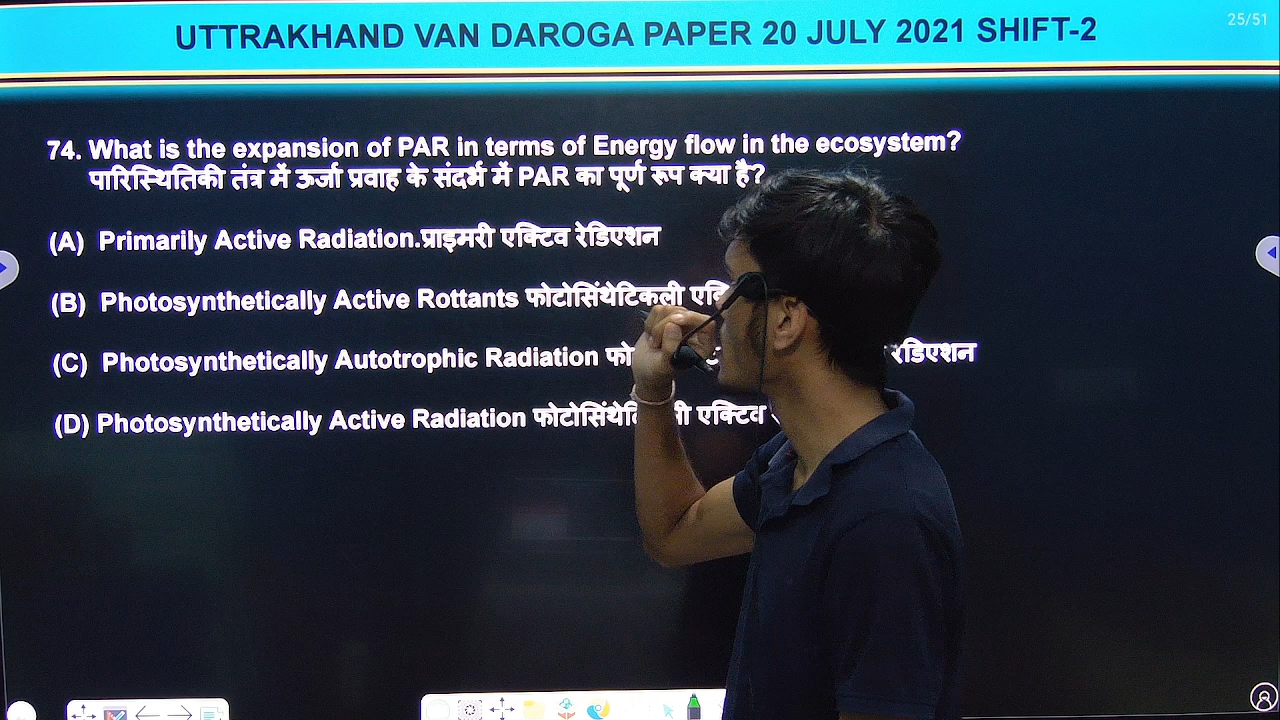 UTTRAKHAND VAN DAROGA PAPER 20 JULY 2021 SHIFT-2
25/51
74. What is the expansion of PAR in terms of Energy flow in the ecosystem?
पारिस्थितिकी तंत्र में ऊर्जा प्रवाह के संदर्भ में PAR का पूर्ण रूप क्या है?
(A) Primarily Active Radiation.प्राइमरी एक्टिव रेडिएशन
(B) Photosynthetically Active Rottants फोटोसिंथेटिकली
(C) Photosynthetically Autotrophic Radiation रेडिएशन
(D) Photosynthetically Active Radiation एक्टिव